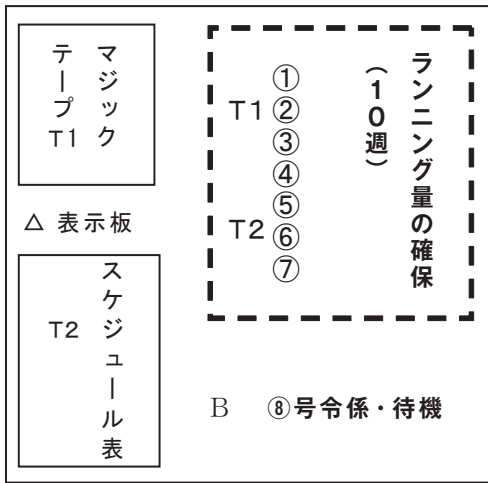 マジック
テープ
T1
△ 表示板
スケジュール表
T2
ランニング量の確保
（10週）
①
T1 ②
③
④
⑤
T2 ⑥
⑦
B ⑧号令係・待機